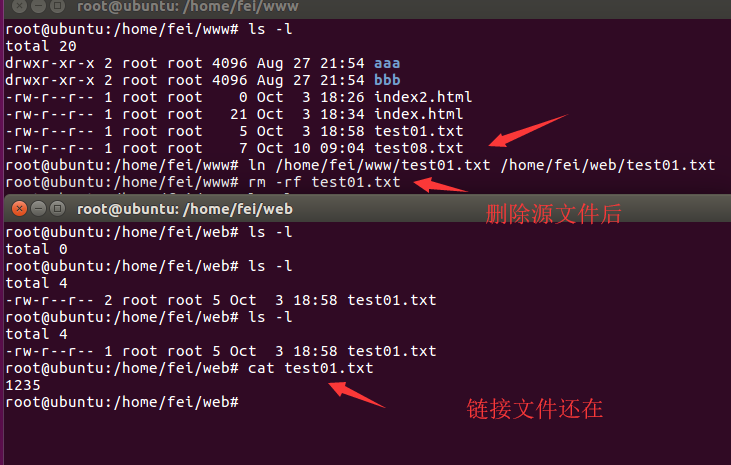 root@ubuntu: /home/fei/www
root@ubuntu:/home/fei/www# ls -l
total 20
drwxr-xr-x 2 root root 4096 Aug 27 21:54 aaa
drwxr-xr-x 2 root root 4096 Aug 27 21:54 bbb
-rw-r--r-- 1 root root    0 Oct  3 18:26 index2.html
-rw-r--r-- 1 root root   21 Oct  3 18:34 index.html
-rw-r--r-- 1 root root    5 Oct  3 18:58 test01.txt
-rw-r--r-- 1 root root    7 Oct 10 09:04 test08.txt
root@ubuntu:/home/fei/www# ln /home/fei/www/test01.txt /home/fei/web/test01.txt
root@ubuntu:/home/fei/www# rm -rf test01.txt
root@ubuntu: /home/fei/web
删除源文件后
root@ubuntu:/home/fei/web# ls -l
total 0
root@ubuntu:/home/fei/web# ls -l
total 4
-rw-r--r-- 2 root root 5 Oct  3 18:58 test01.txt
root@ubuntu:/home/fei/web# ls -l
total 4
-rw-r--r-- 1 root root 5 Oct  3 18:58 test01.txt
root@ubuntu:/home/fei/web# cat test01.txt
1235
root@ubuntu:/home/fei/web#
链接文件还在